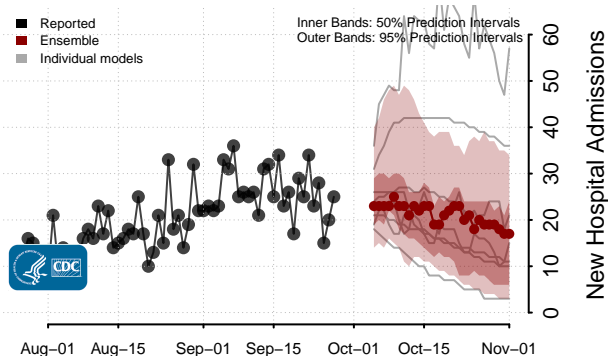 Reported
Ensemble
Individual models
Inner Bands: 50% Prediction Intervals
Outer Bands: 95% Prediction Intervals
60
50
40
30
20
10
0
New Hospital Admissions
CDC
Aug−01
Aug−15
Sep−01
Sep−15
Oct−01
Oct−15
Nov−01